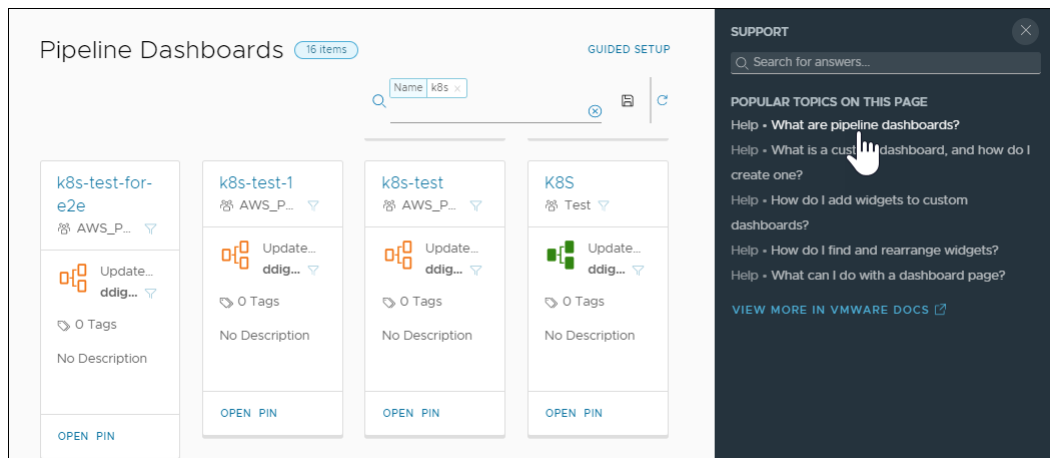 Pipeline Dashboards 16 items
GUIDED SETUP
Name k8s ×
k8s-test-for-
e2e
AWS_P...
Update...
ddig...
0 Tags
No Description
OPEN PIN
k8s-test-1
AWS_P...
Update...
ddig...
0 Tags
No Description
OPEN PIN
k8s-test
AWS_P...
Update...
ddig...
0 Tags
No Description
OPEN PIN
K8S
Test
Update...
ddig...
0 Tags
No Description
OPEN PIN
SUPPORT
Search for answers...
POPULAR TOPICS ON THIS PAGE
Help • What are pipeline dashboards?
Help • What is a dashboard, and how do I
create one?
Help • How do I add widgets to custom
dashboards?
Help • How do I find and rearrange widgets?
Help • What can I do with a dashboard page?
VIEW MORE IN VMWARE DOCS